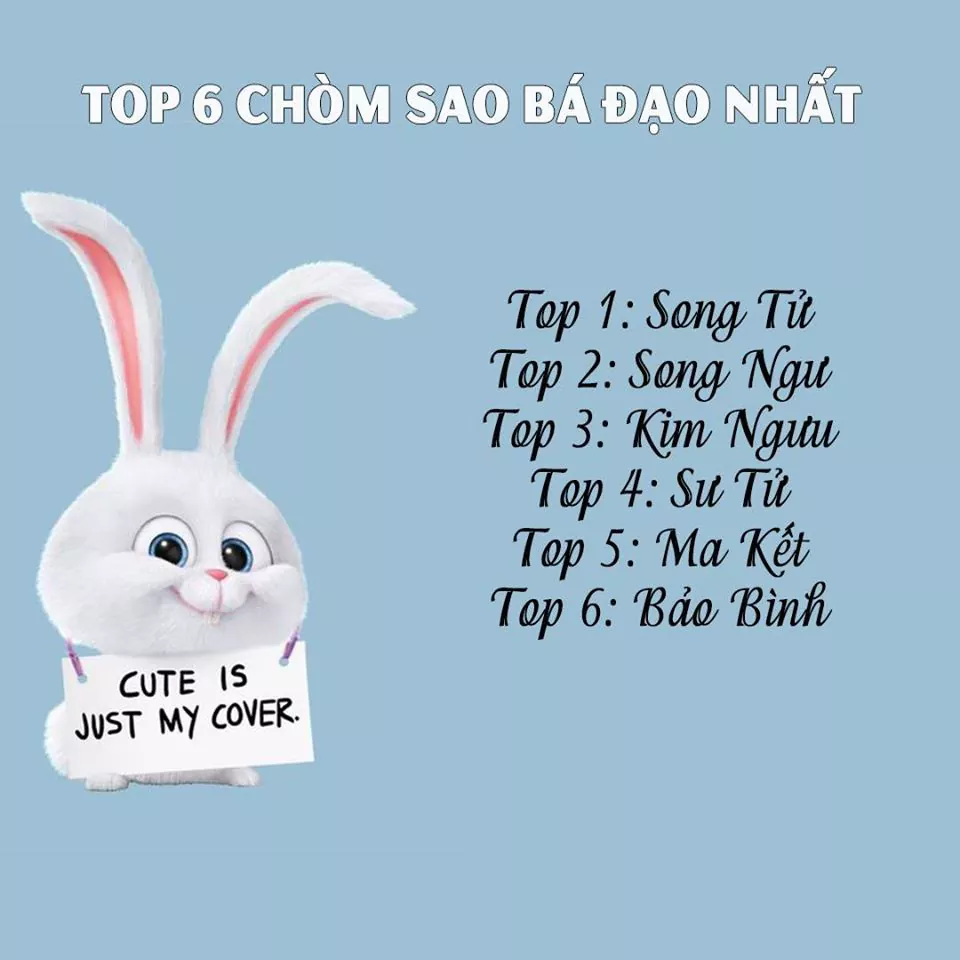 TOP 6 CHÒM SAO BÁ ĐẠO NHẤT
Top 1: Song Tử
Top 2: Song Ngư
Top 3: Kim Ngưu
Top 4: Sư Tử
Top 5: Ma Kết
Top 6: Bảo Bình
CUTE IS
JUST MY COVER.